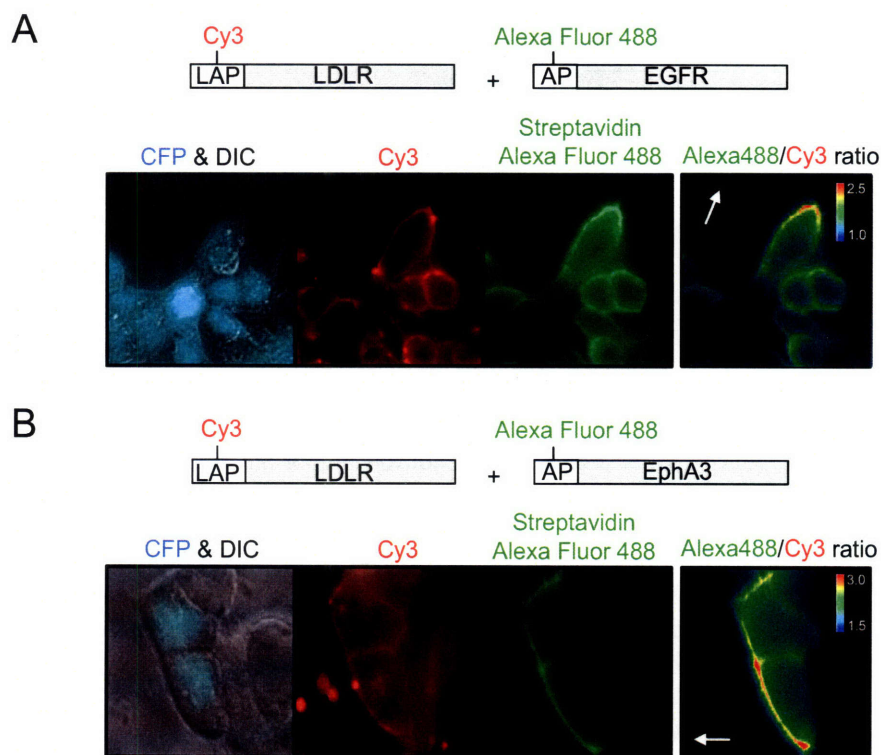 A
Cy3 Alexa Fluor 488
LAP LDLR + AP EGFR
Streptavidin
CFP & DIC Cy3 Alexa Fluor 488 Alexa488/Cy3 ratio
2.5
1.0
B
Cy3 Alexa Fluor 488
LAP LDLR + AP EphA3
Streptavidin
CFP & DIC Cy3 Alexa Fluor 488 Alexa488/Cy3 ratio
3.0
1.5